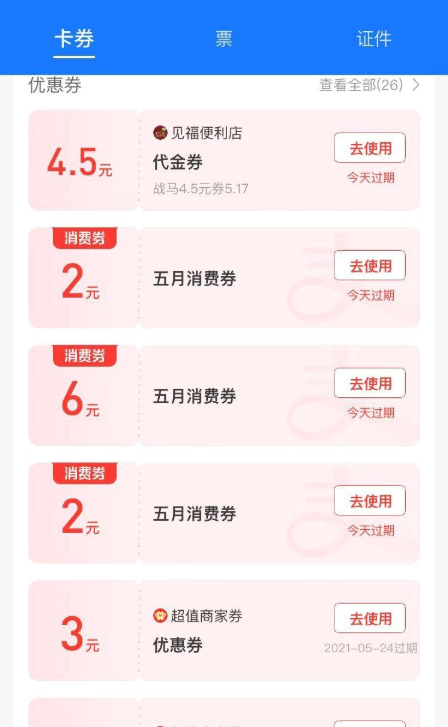 卡券
票
证件
优惠券
查看全部(26)
见福便利店
4.5元
代金券
战马4.5元券5.17
去使用
今天过期
消费券
2元
五月消费券
去使用
今天过期
消费券
6元
五月消费券
去使用
今天过期
消费券
2元
五月消费券
去使用
今天过期
超值商家券
3元
优惠券
去使用
2021-05-24过期